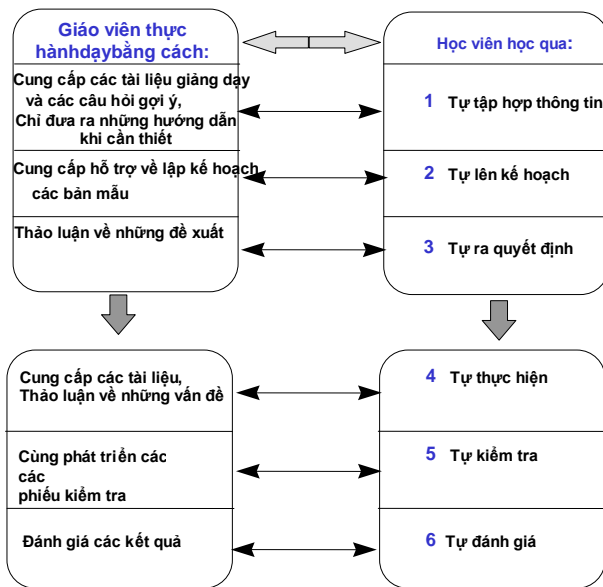 Giáo viên thực
hànhdạybằng cách:
Cung cấp các tài liệu giảng dạy
và các câu hỏi gợi ý,
Chỉ đưa ra những hướng dẫn
khi cần thiết
Cung cấp hỗ trợ về lập kế hoạch
các bản mẫu
Thảo luận về những đề xuất
Học viên học qua:
1 Tự tập hợp thông tin
2 Tự lên kế hoạch
3 Tự ra quyết định
Cung cấp các tài liệu,
Thảo luận về những vấn đề
Cùng phát triển các
các
phiếu kiểm tra
Đánh giá các kết quả
4 Tự thực hiện
5 Tự kiểm tra
6 Tự đánh giá